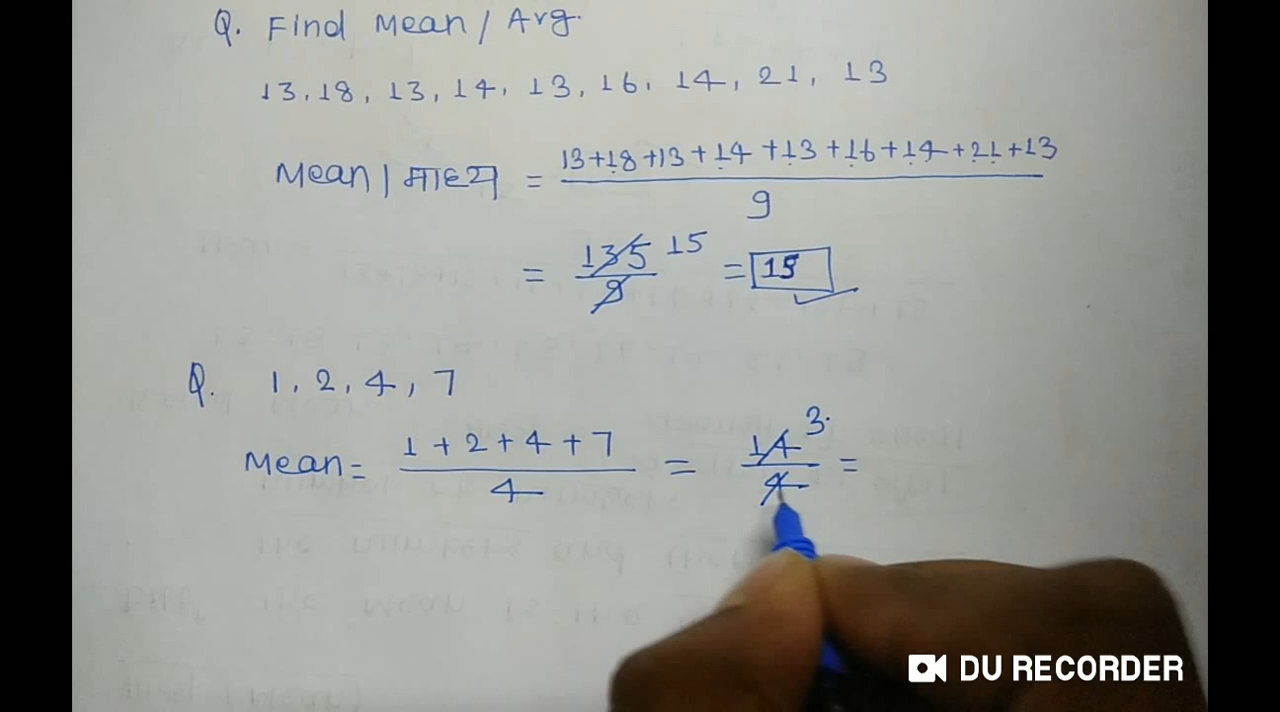 Q. Find Mean / Avg.
13, 18, 13, 14, 13, 16, 14, 21, 13
Mean | माध्य = 13+18+13+14+13+16+14+21+13
9
= 135 15 = 15
9
Q. 1, 2, 4, 7
Mean = 1+2+4+7 = 14 3. =
4 4
DU RECORDER